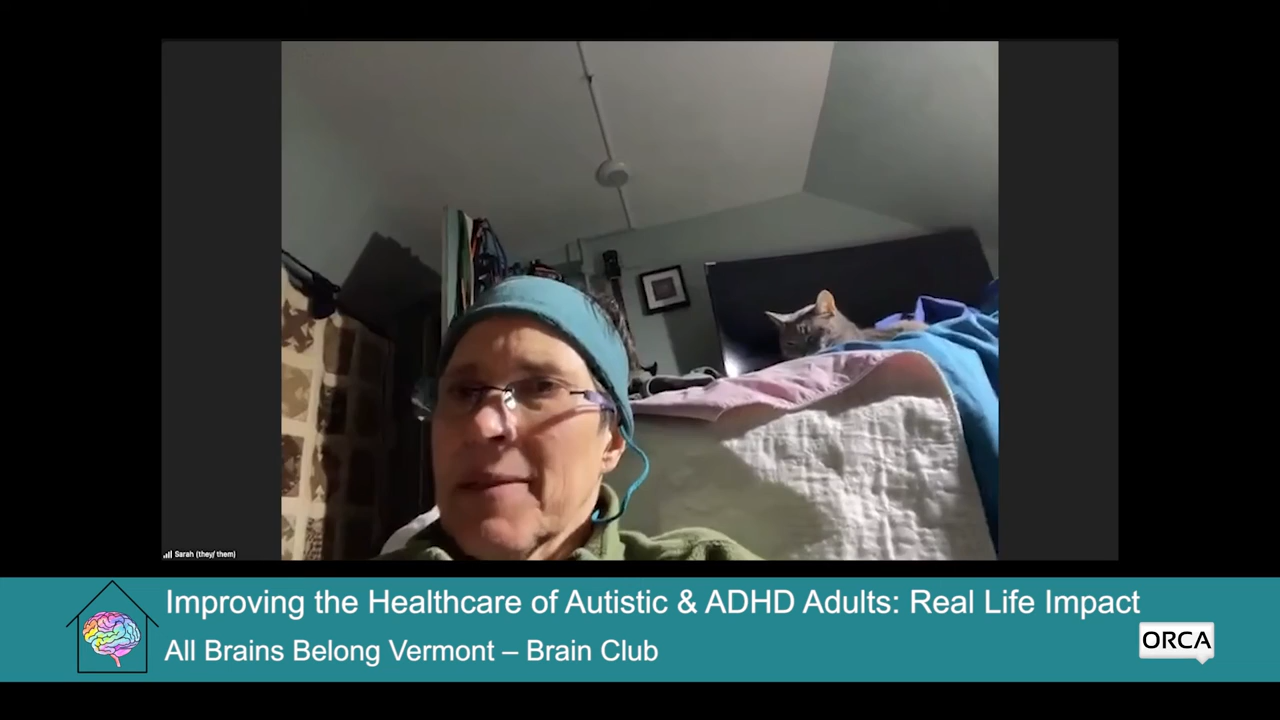 Sarah (they/ them)
Improving the Healthcare of Autistic & ADHD Adults: Real Life Impact
All Brains Belong Vermont – Brain Club
ORCA